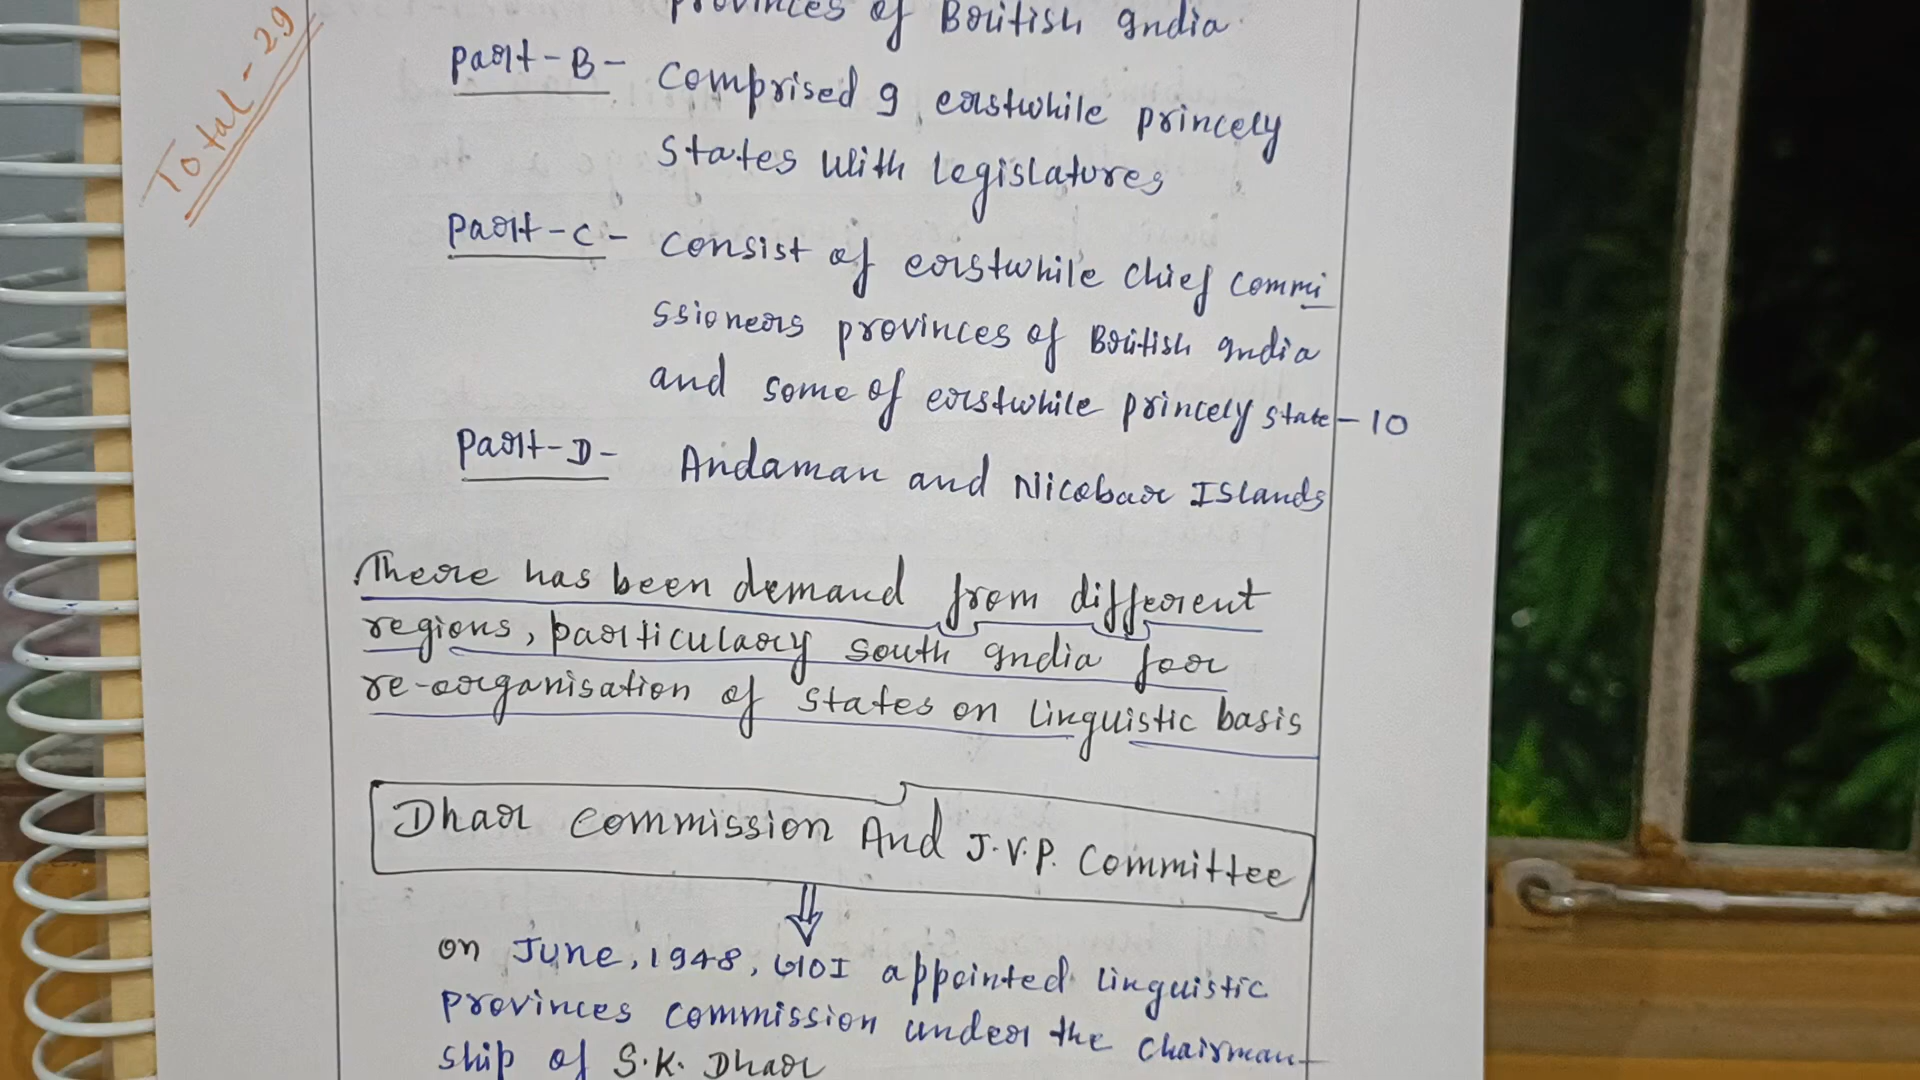 Total - 29
provinces of British India
Part-B- Comprised 9 erstwhile princely
states with legislatures
Part-C- consist of erstwhile chief commi
ssioners provinces of British India
and some of erstwhile princely state-10
Part-D- Andaman and Nicobar Islands
There has been demand from different
regions, particulary south India for
re-organisation of states on linguistic basis
Dhar Commission And J.V.P. Committee
on June, 1948, GOI appointed linguistic
provinces commission under the chairman-
ship of S.K. Dhar